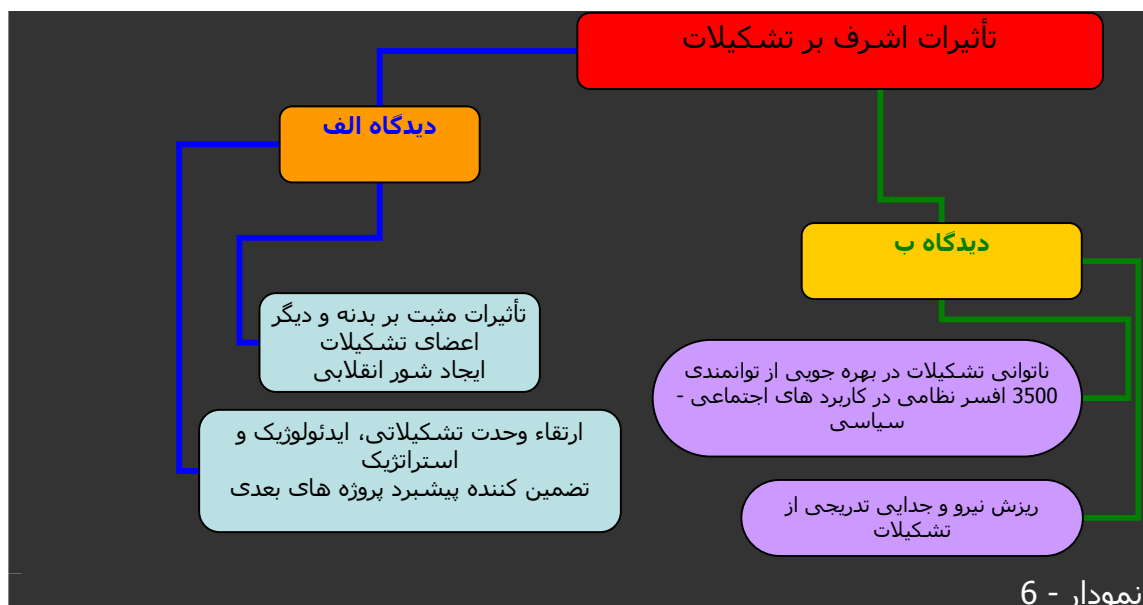 تأثیرات اشرف بر تشکیلات
دیدگاه الف
دیدگاه ب
تأثیرات مثبت بر بدنه و دیگر
اعضای تشکیلات
ایجاد شور انقلابی
ناتوانی تشکیلات در بهره جویی از توانمندی
3500 افسر نظامی در کاربرد های اجتماعی -
سیاسی
ارتقاء وحدت تشکیلاتی، ایدئولوژیک و
استراتژیک
تضمین کننده پیشبرد پروژه های بعدی
ریزش نیرو و جدایی تدریجی از
تشکیلات
نمودار - 6